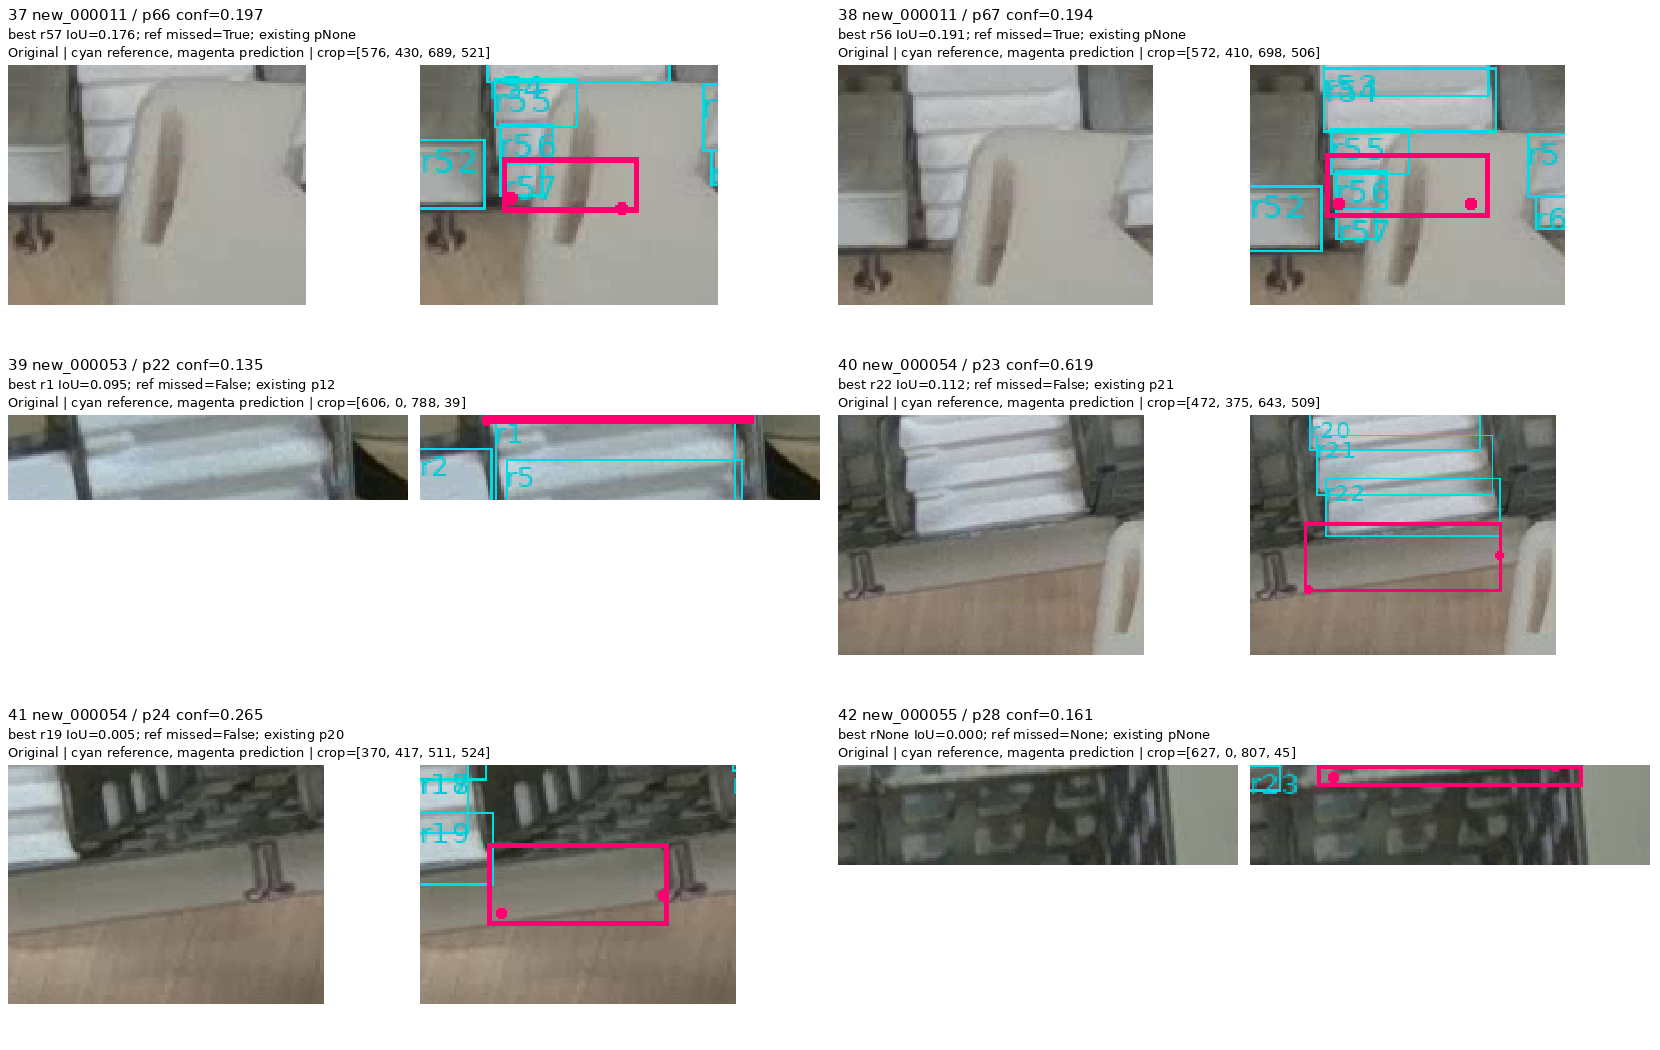 37 new_000011 / p66 conf=0.197
best r57 IoU=0.176; ref missed=True; existing pNone
Original | cyan reference, magenta prediction | crop=[576, 430, 689, 521]
r55
r56
r52
r57
38 new_000011 / p67 conf=0.194
best r56 IoU=0.191; ref missed=True; existing pNone
Original | cyan reference, magenta prediction | crop=[572, 410, 698, 506]
r55
r56
r52
r57
39 new_000053 / p22 conf=0.135
best r1 IoU=0.095; ref missed=False; existing p12
Original | cyan reference, magenta prediction | crop=[606, 0, 788, 39]
r1
r2
r5
40 new_000054 / p23 conf=0.619
best r22 IoU=0.112; ref missed=False; existing p21
Original | cyan reference, magenta prediction | crop=[472, 375, 643, 509]
r20
r21
r22
41 new_000054 / p24 conf=0.265
best r19 IoU=0.005; ref missed=False; existing p20
Original | cyan reference, magenta prediction | crop=[370, 417, 511, 524]
r19
42 new_000055 / p28 conf=0.161
best rNone IoU=0.000; ref missed=None; existing pNone
Original | cyan reference, magenta prediction | crop=[627, 0, 807, 45]
r23